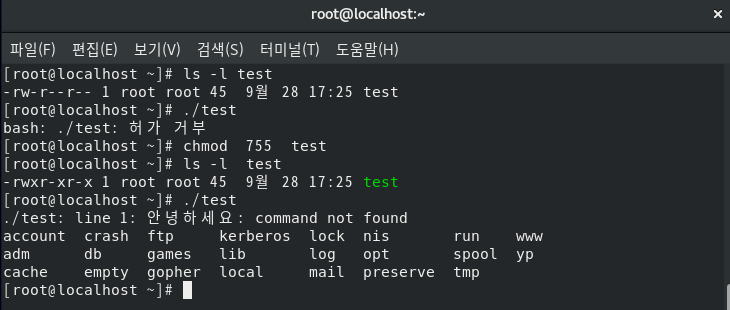 root@localhost:~
파일(F) 편집(E) 보기(V) 검색(S) 터미널(T) 도움말(H)
[root@localhost ~]# ls -l test
-rw-r--r-- 1 root root 45  9월  28 17:25 test
[root@localhost ~]# ./test
bash: ./test: 허가 거부
[root@localhost ~]# chmod  755  test
[root@localhost ~]# ls -l  test
-rwxr-xr-x 1 root root 45  9월  28 17:25 test
[root@localhost ~]# ./test
./test: line 1: 안녕하세요: command not found
account  crash  ftp     kerberos  lock  nis       run    www
adm      db     games   lib       log   opt       spool  yp
cache    empty  gopher  local     mail  preserve  tmp
[root@localhost ~]#